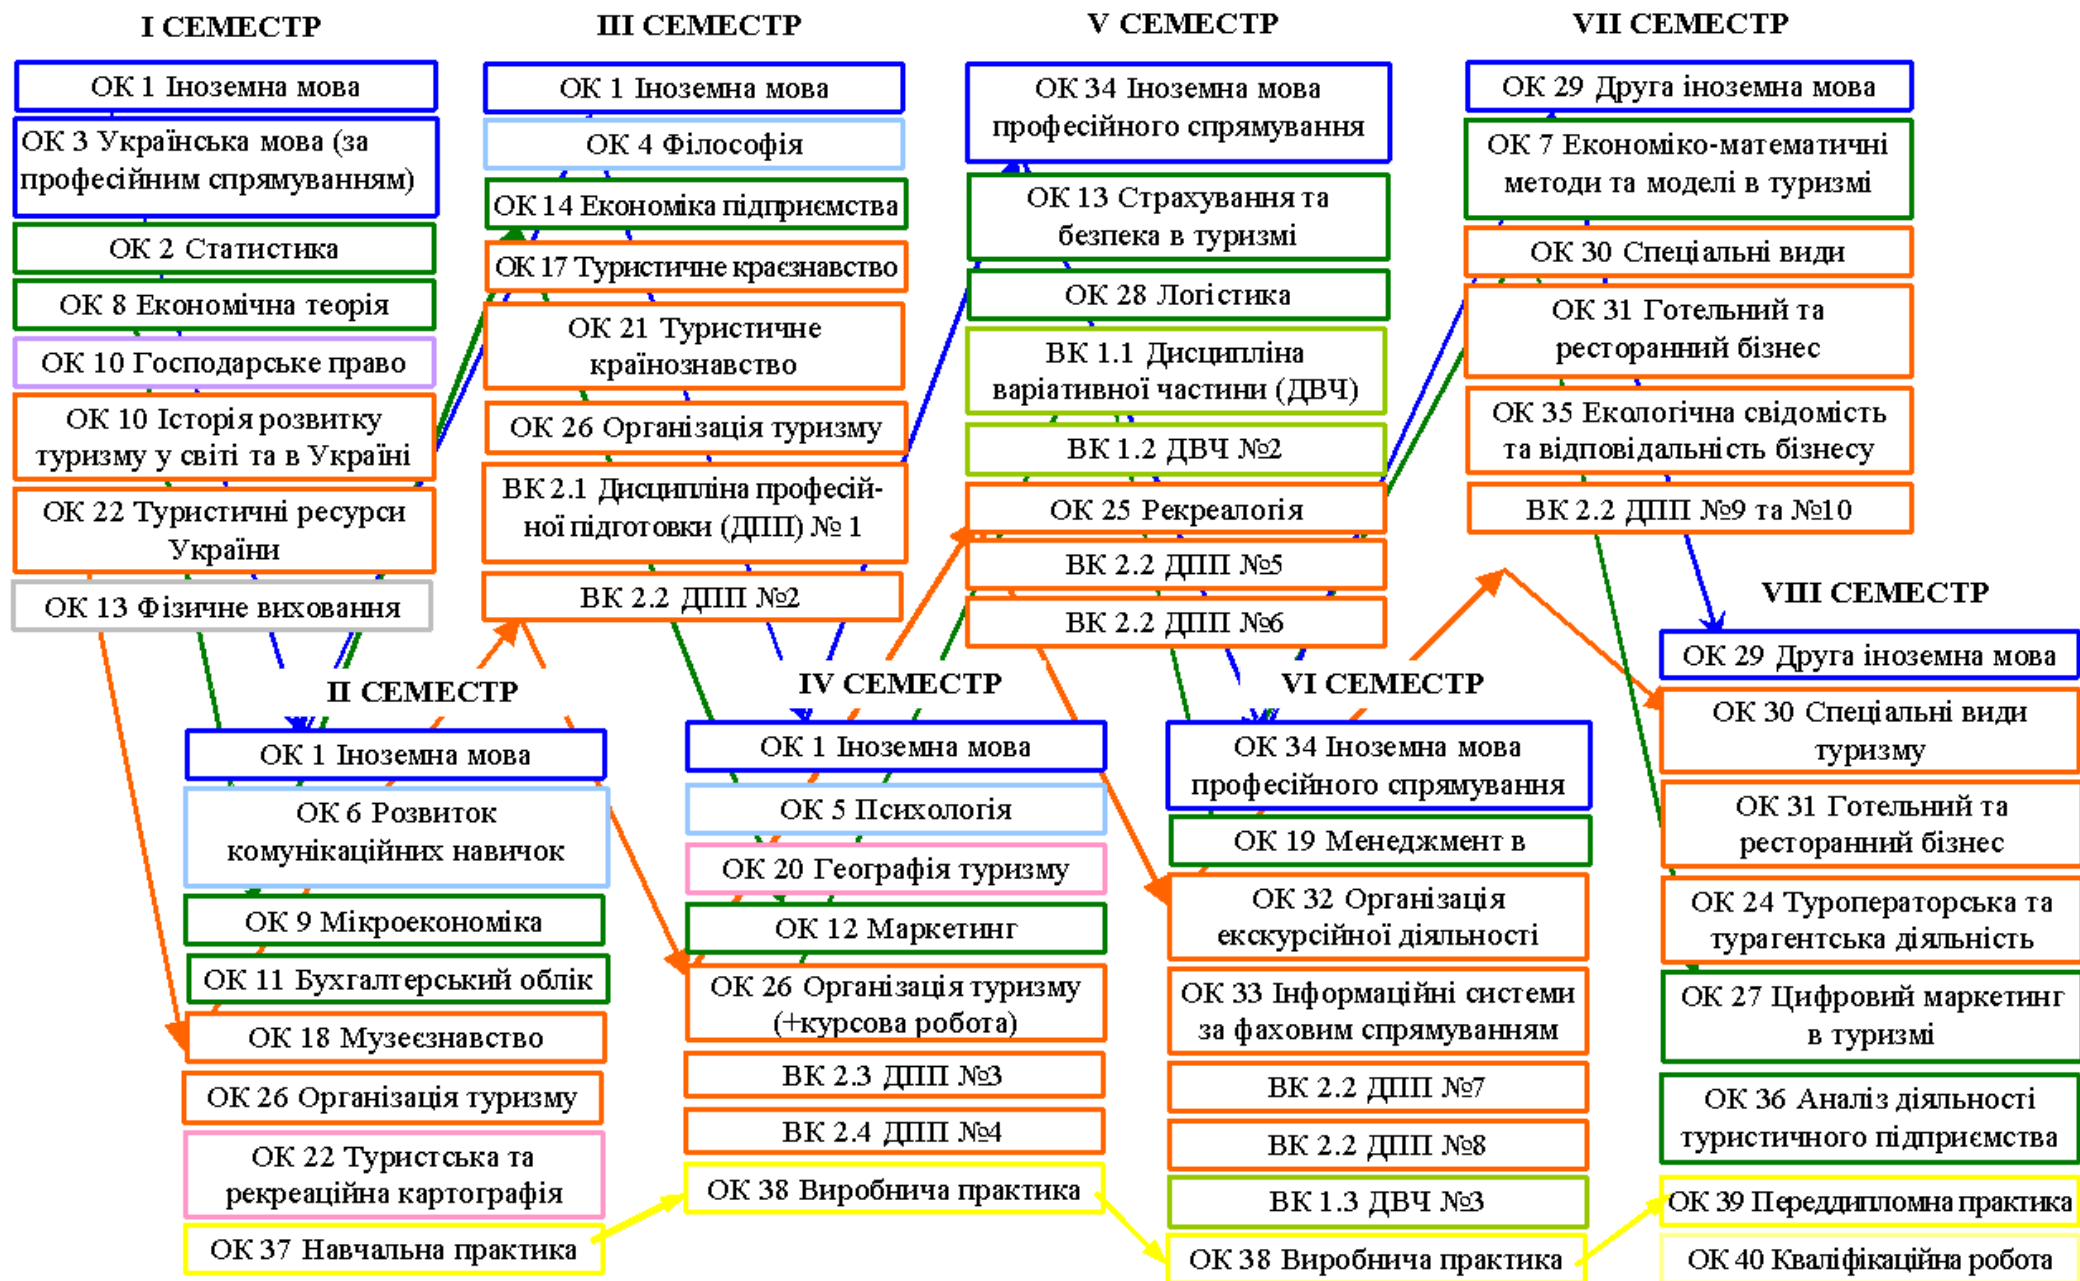 І СЕМЕСТР
ОК 1 Іноземна мова
ОК 3 Українська мова (за
професійним спрямуванням)
ОК 2 Статистика
ОК 8 Економічна теорія
ОК 10 Господарське право
ОК 10 Історія розвитку
туризму у світі та в Україні
ОК 22 Туристичні ресурси
України
ОК 13 Фізичне виховання
ІІ СЕМЕСТР
ОК 1 Іноземна мова
ОК 6 Розвиток
комунікаційних навичок
ОК 9 Мікроекономіка
ОК 11 Бухгалтерський облік
ОК 18 Музеєзнавство
ОК 26 Організація туризму
ОК 22 Туристська та
рекреаційна картографія
ОК 37 Навчальна практика
ІІІ СЕМЕСТР
ОК 1 Іноземна мова
ОК 4 Філософія
ОК 14 Економіка підприємства
ОК 17 Туристичне краєзнавство
ОК 21 Туристичне
країнознавство
ОК 26 Організація туризму
ВК 2.1 Дисципліна професій-
ної підготовки (ДПП) № 1
ВК 2.2 ДПП №2
IV СЕМЕСТР
ОК 1 Іноземна мова
ОК 5 Психологія
ОК 20 Географія туризму
ОК 12 Маркетинг
ОК 26 Організація туризму
(+курсова робота)
ВК 2.3 ДПП №3
ВК 2.4 ДПП №4
ОК 38 Виробнича практика
V СЕМЕСТР
ОК 34 Іноземна мова
професійного спрямування
ОК 13 Страхування та
безпека в туризмі
ОК 28 Логістика
ВК 1.1 Дисципліна
варіативної частини (ДВЧ)
ВК 1.2 ДВЧ №2
ОК 25 Рекреалогія
ВК 2.2 ДПП №5
ВК 2.2 ДПП №6
VI СЕМЕСТР
ОК 34 Іноземна мова
професійного спрямування
ОК 19 Менеджмент в
ОК 32 Організація
екскурсійної діяльності
ОК 33 Інформаційні системи
за фаховим спрямуванням
ВК 2.2 ДПП №7
ВК 2.2 ДПП №8
ВК 1.3 ДВЧ №3
ОК 38 Виробнича практика
VII СЕМЕСТР
ОК 29 Друга іноземна мова
ОК 7 Економіко-математичні
методи та моделі в туризмі
ОК 30 Спеціальні види
ОК 31 Готельний та
ресторанний бізнес
ОК 35 Екологічна свідомість
та відповідальність бізнесу
ВК 2.2 ДПП №9 та №10
VIII СЕМЕСТР
ОК 29 Друга іноземна мова
ОК 30 Спеціальні види
туризму
ОК 31 Готельний та
ресторанний бізнес
ОК 24 Туроператорська та
турагентська діяльність
ОК 27 Цифровий маркетинг
в туризмі
ОК 36 Аналіз діяльності
туристичного підприємства
ОК 39 Переддипломна практика
ОК 40 Кваліфікаційна робота